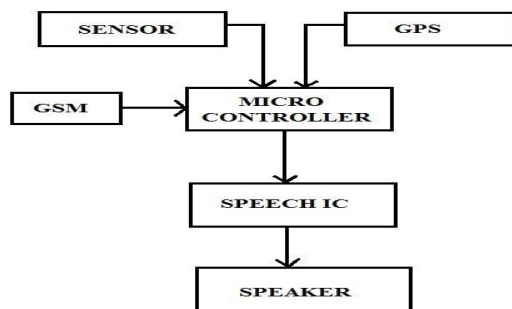 SENSOR
GPS
GSM
MICRO
CONTROLLER
SPEECH IC
SPEAKER